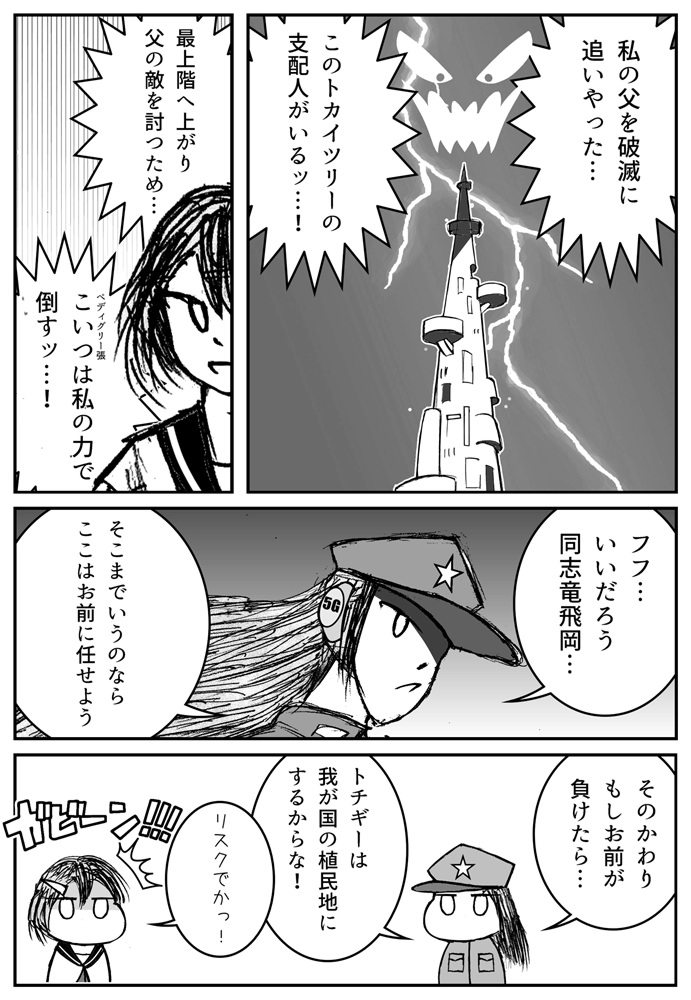 私の父を破滅に
追いやった…
このトカイツリーの
支配人がいるッ…！
最上階へ上がり
父の敵を討つため…
ペディグリー張
こいつは私の力で
倒すッ…！
フフ…
いいだろう
同志竜飛岡…
5G
そこまでいうのなら
ここはお前に任せよう
そのかわり
もしお前が
負けたら…
トチギーは
我が国の植民地に
するからな！
リスクでかっ！
ガビーン!!!